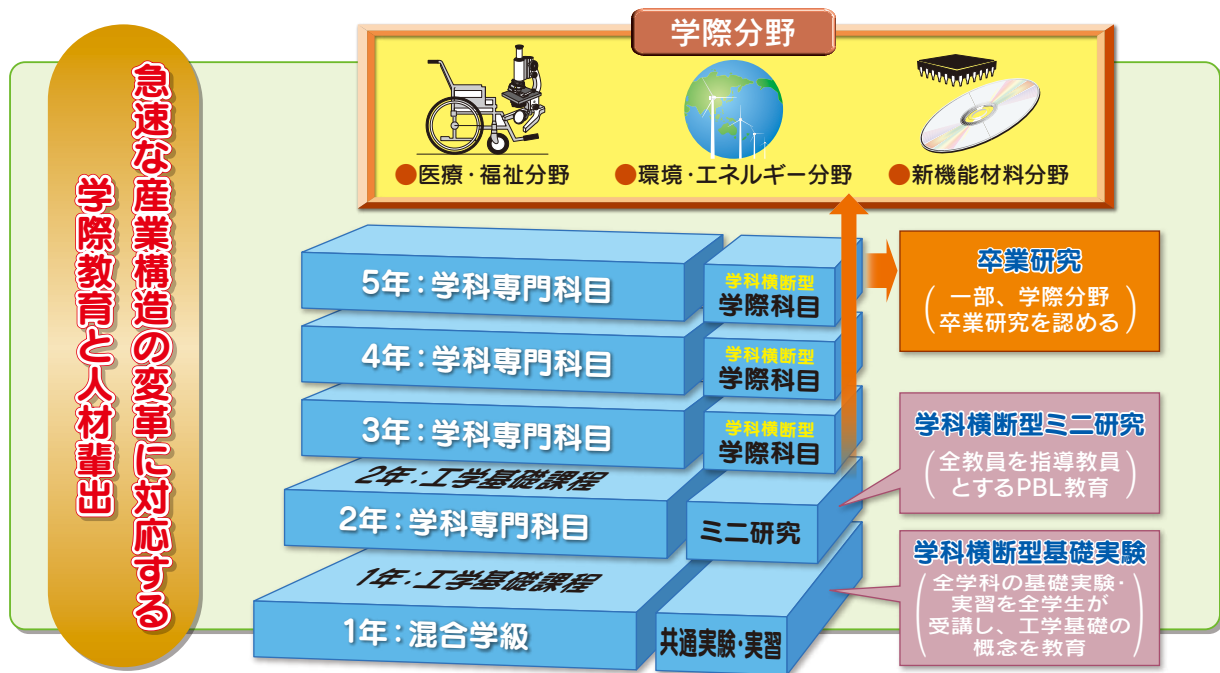 急速な産業構造の変革に対応する
学際教育と人材輩出
学際分野
●医療・福祉分野
●環境・エネルギー分野
●新機能材料分野
5年：学科専門科目
学科横断型
学際科目
4年：学科専門科目
学科横断型
学際科目
3年：学科専門科目
学科横断型
学際科目
2年：工学基礎課程
2年：学科専門科目
ミニ研究
1年：工学基礎課程
1年：混合学級
共通実験・実習
卒業研究
（一部、学際分野
卒業研究を認める）
学科横断型ミニ研究
（全教員を指導教員
とするPBL教育）
学科横断型基礎実験
（全学科の基礎実験・
実習を全学生が
受講し、工学基礎の
概念を教育）